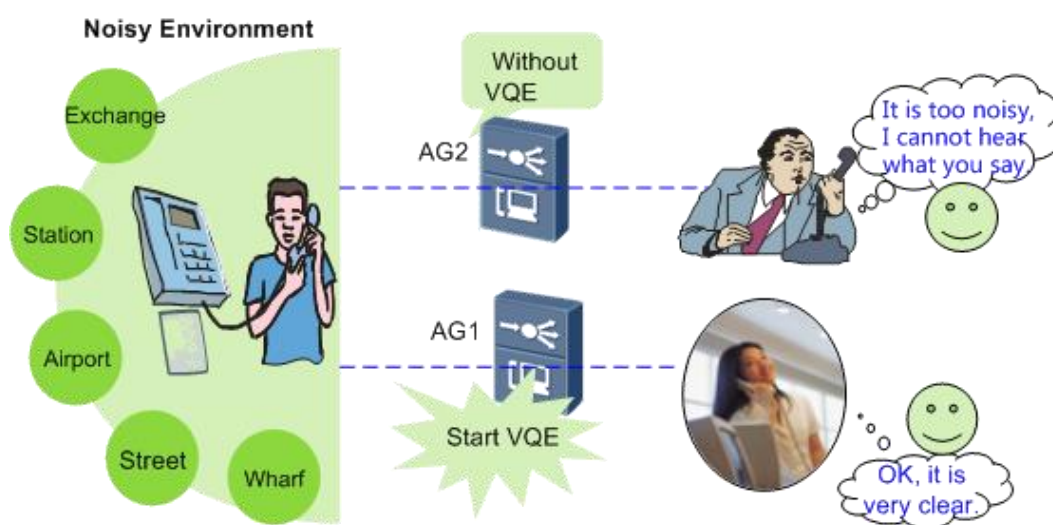 Noisy Environment
Exchange
Station
Airport
Street
Wharf
Without
VQE
AG2
It is too noisy,
I cannot hear
what you say.
AG1
Start VQE
OK, it is
very clear.